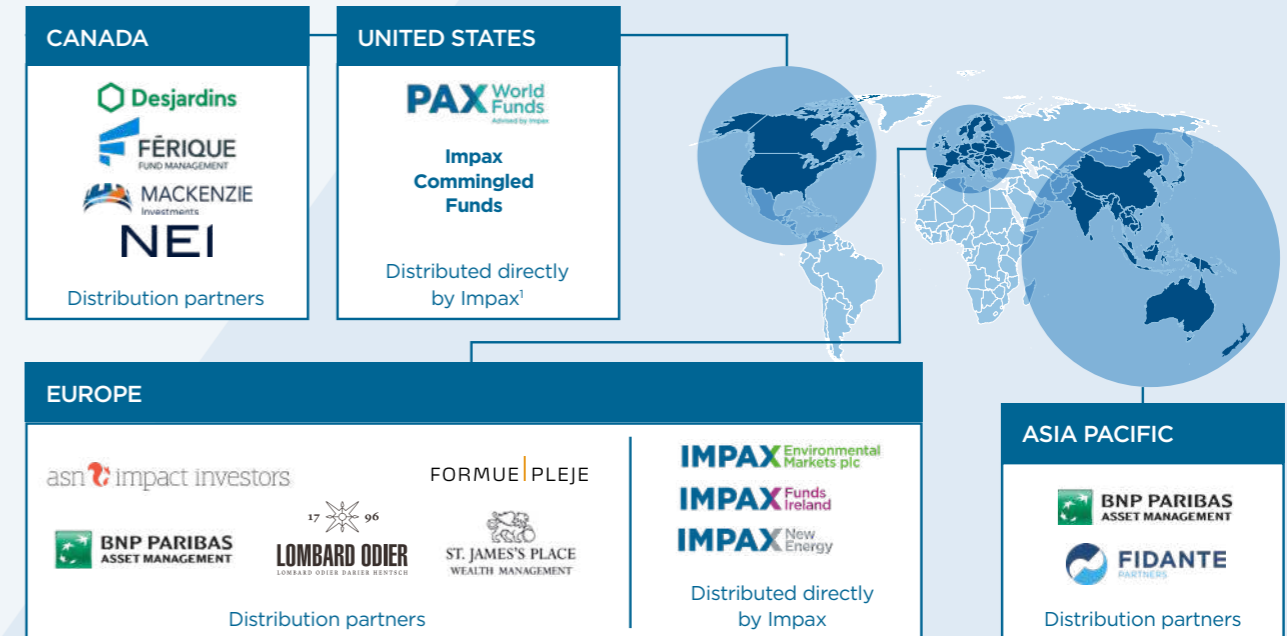 CANADA
Desjardins
FÉRIQUE
FUND MANAGEMENT
MACKENZIE
Investments
NEI
Distribution partners
UNITED STATES
PAX World
Funds
Advised by Impax
Impax
Commingled
Funds
Distributed directly
by Impax¹
EUROPE
asn impact investors
FORMUE PLEJE
BNP PARIBAS
ASSET MANAGEMENT
17 96
LOMBARD ODIER
LOMBARD ODIER DARIER HENTSCH
ST. JAMES'S PLACE
WEALTH MANAGEMENT
Distribution partners
IMPAX Environmental
Markets plc
IMPAX Funds
Ireland
IMPAX New
Energy
Distributed directly
by Impax
ASIA PACIFIC
BNP PARIBAS
ASSET MANAGEMENT
FIDANTE
PARTNERS
Distribution partners